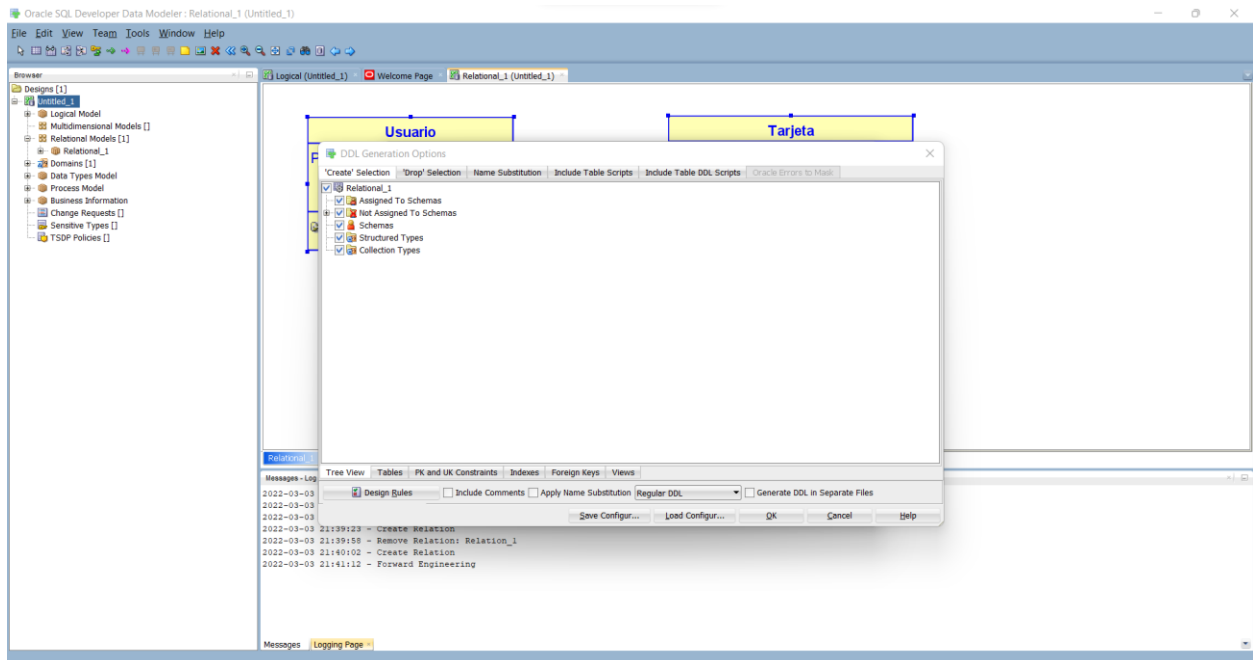 Oracle SQL Developer Data Modeler : Relational_1 (Untitled_1)
File Edit View Team Tools Window Help
Browser
Designs [1]
Untitled_1
Logical Model
Multidimensional Models []
Relational Models [1]
Relational_1
Domains [1]
Data Types Model
Process Model
Business Information
Change Requests []
Sensitive Types []
TSDP Policies []
Logical (Untitled_1) Welcome Page Relational_1 (Untitled_1)
Usuario Tarjeta
P
DDL Generation Options
'Create' Selection 'Drop' Selection Name Substitution Include Table Scripts Include Table DDL Scripts Oracle Errors to Mask
Relational_1
Assigned To Schemas
Not Assigned To Schemas
Schemas
Structured Types
Collection Types
Tree View Tables PK and UK Constraints Indexes Foreign Keys Views
Design Rules Include Comments Apply Name Substitution Regular DDL Generate DDL in Separate Files
Save Configur... Load Configur... OK Cancel Help
Relational_1
Messages - Log
2022-03-03
2022-03-03
2022-03-03
2022-03-03 21:39:23 - Create Relation
2022-03-03 21:39:58 - Remove Relation: Relation_1
2022-03-03 21:40:02 - Create Relation
2022-03-03 21:41:12 - Forward Engineering
Messages Logging Page